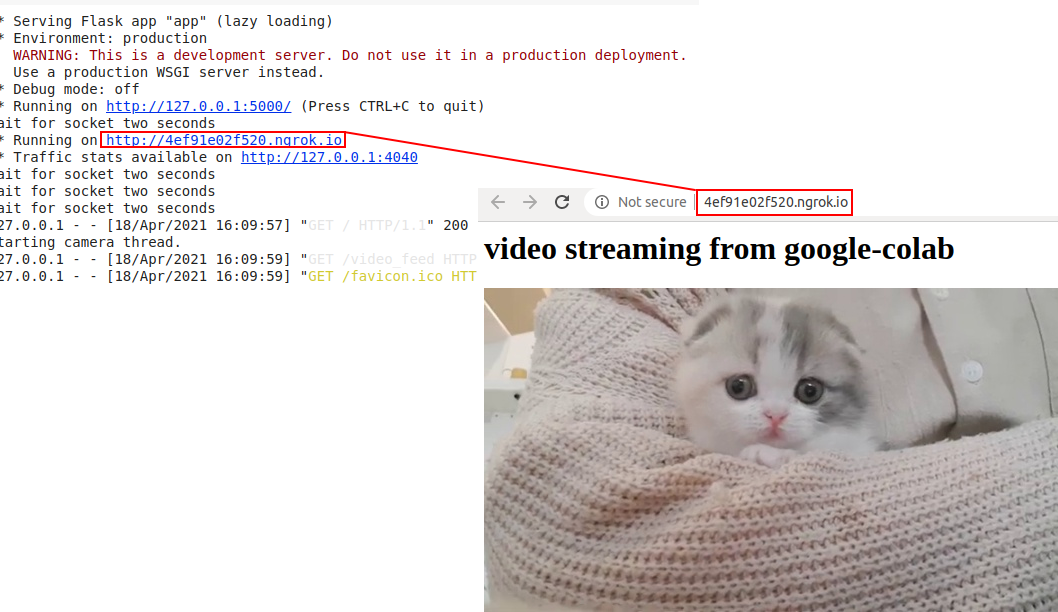 * Serving Flask app "app" (lazy loading)
* Environment: production
WARNING: This is a development server. Do not use it in a production deployment.
Use a production WSGI server instead.
* Debug mode: off
* Running on http://127.0.0.1:5000/ (Press CTRL+C to quit)
ait for socket two seconds
* Running on http://4ef91e02f520.ngrok.io
* Traffic stats available on http://127.0.0.1:4040
ait for socket two seconds
ait for socket two seconds
ait for socket two seconds
27.0.0.1 - - [18/Apr/2021 16:09:57] "GET / HTTP/1.1" 200
tarting camera thread.
27.0.0.1 - - [18/Apr/2021 16:09:59] "GET /video_feed HTTP
27.0.0.1 - - [18/Apr/2021 16:09:59] "GET /favicon.ico HTT
Not secure | 4ef91e02f520.ngrok.io
video streaming from google-colab